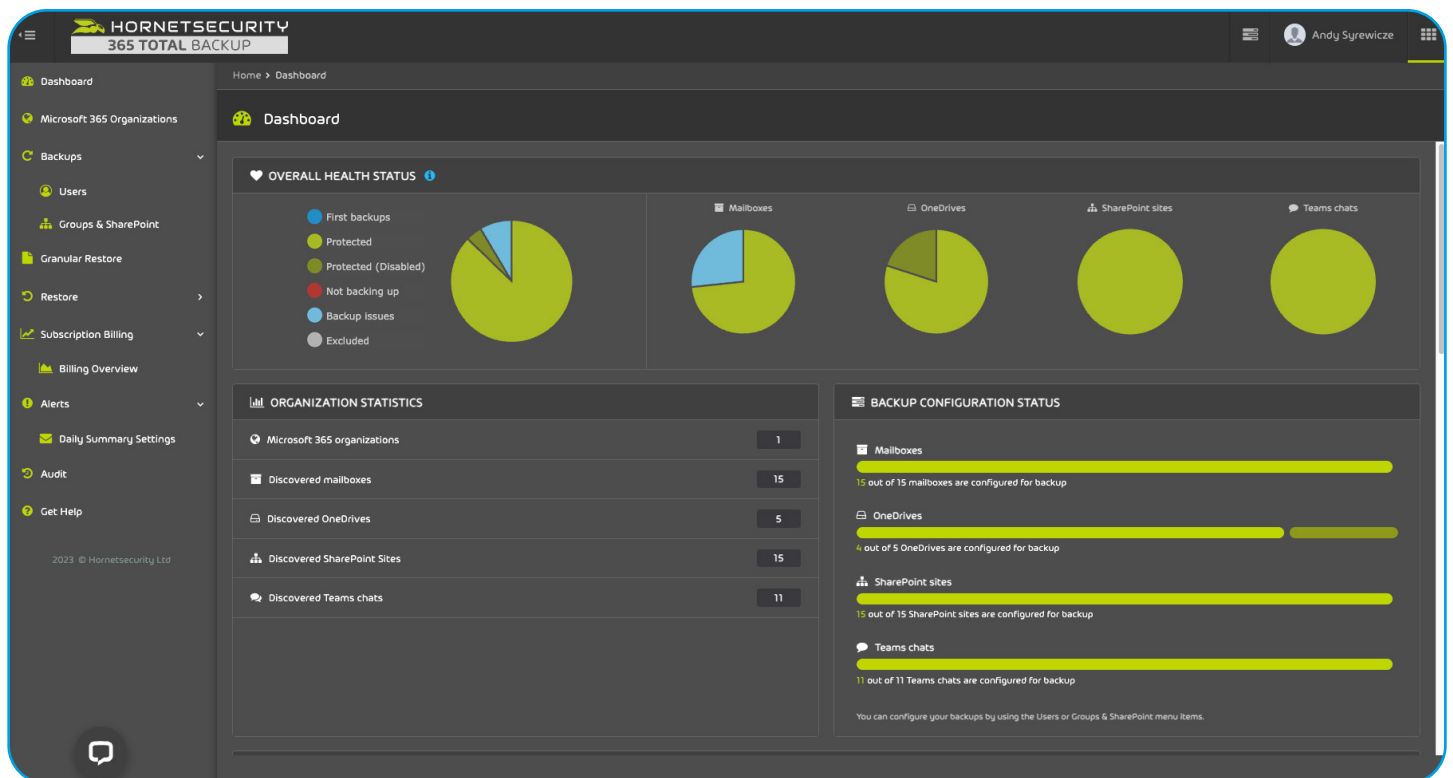 HORNETSECURITY
365 TOTAL BACKUP
Andy Syrewicze
Dashboard
Microsoft 365 Organizations
Backups
Users
Groups & SharePoint
Granular Restore
Restore
Subscription Billing
Billing Overview
Alerts
Daily Summary Settings
Audit
Get Help
2023 © Hornetsecurity Ltd
Home > Dashboard
Dashboard
OVERALL HEALTH STATUS
First backups
Protected
Protected (Disabled)
Not backing up
Backup issues
Excluded
Mailboxes
OneDrives
SharePoint sites
Teams chats
ORGANIZATION STATISTICS
Microsoft 365 organizations 1
Discovered mailboxes 15
Discovered OneDrives 5
Discovered SharePoint Sites 15
Discovered Teams chats 11
BACKUP CONFIGURATION STATUS
Mailboxes
15 out of 15 mailboxes are configured for backup
OneDrives
4 out of 5 OneDrives are configured for backup
SharePoint sites
15 out of 15 SharePoint sites are configured for backup
Teams chats
11 out of 11 Teams chats are configured for backup
You can configure your backups by using the Users or Groups & SharePoint menu items.